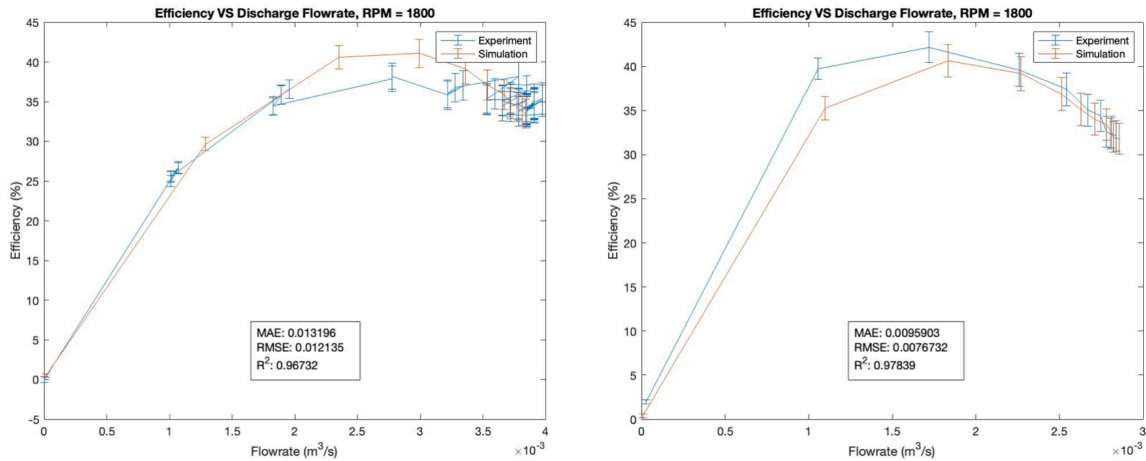 Efficiency VS Discharge Flowrate, RPM = 1800
Experiment
Simulation
45
40
35
30
25
20
15
10
5
0
-5
Efficiency (%)
MAE: 0.013196
RMSE: 0.012135
R²: 0.96732
0
1
1.5
2
2.5
3
3.5
4
Flowrate (m³/s)
×10⁻³
Efficiency VS Discharge Flowrate, RPM = 1800
Experiment
Simulation
45
40
35
30
25
20
15
10
5
0
Efficiency (%)
MAE: 0.0095903
RMSE: 0.0076732
R²: 0.97839
0
0.5
1
1.5
2
2.5
3
Flowrate (m³/s)
×10⁻³